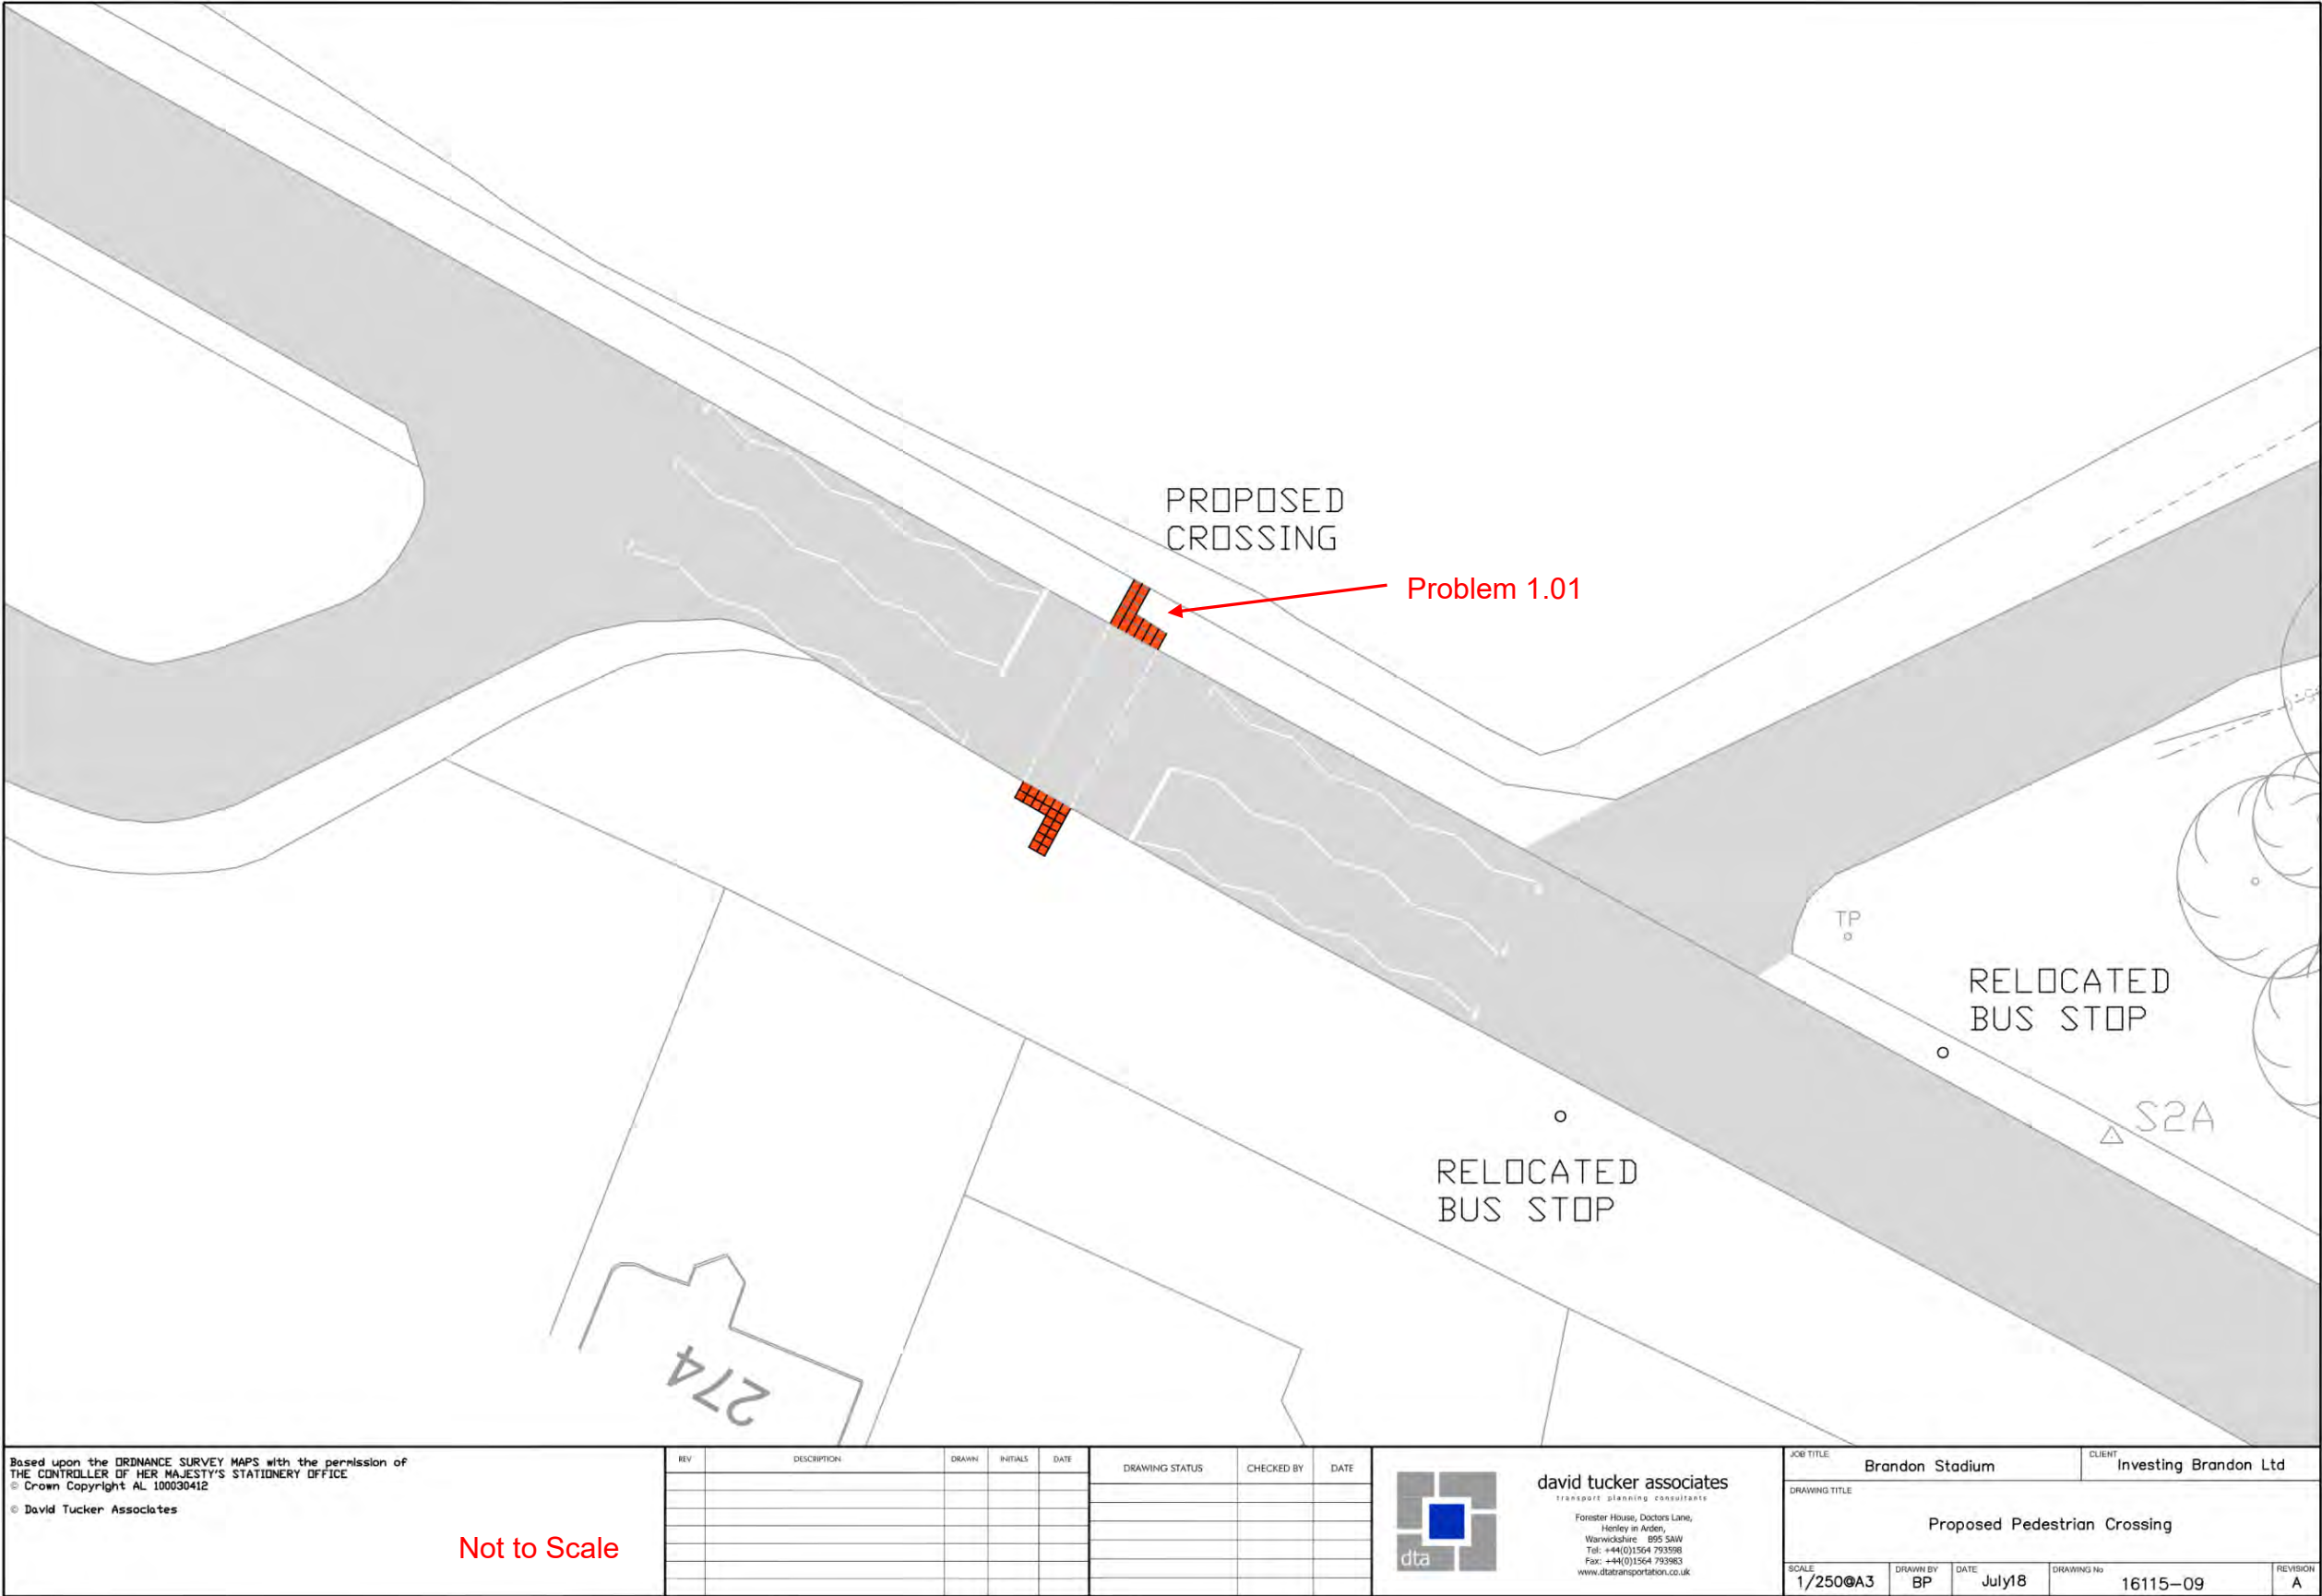 PROPOSED
CROSSING
Problem 1.01
TP
RELOCATED
BUS STOP
S2A
RELOCATED
BUS STOP
274
Based upon the ORDNANCE SURVEY MAPS with the permission of
THE CONTROLLER OF HER MAJESTY'S STATIONERY OFFICE
© Crown Copyright AL 100030412
© David Tucker Associates
Not to Scale
REV DESCRIPTION DRAWN INITIALS DATE
DRAWING STATUS CHECKED BY DATE
dta
david tucker associates
transport planning consultants
Forester House, Doctors Lane,
Henley in Arden,
Warwickshire B95 5AW
Tel: +44(0)1564 793598
Fax: +44(0)1564 793983
www.dtatransportation.co.uk
JOB TITLE
Brandon Stadium
CLIENT
Investing Brandon Ltd
DRAWING TITLE
Proposed Pedestrian Crossing
SCALE
1/250@A3
DRAWN BY
BP
DATE
July18
DRAWING No
16115-09
REVISION
A